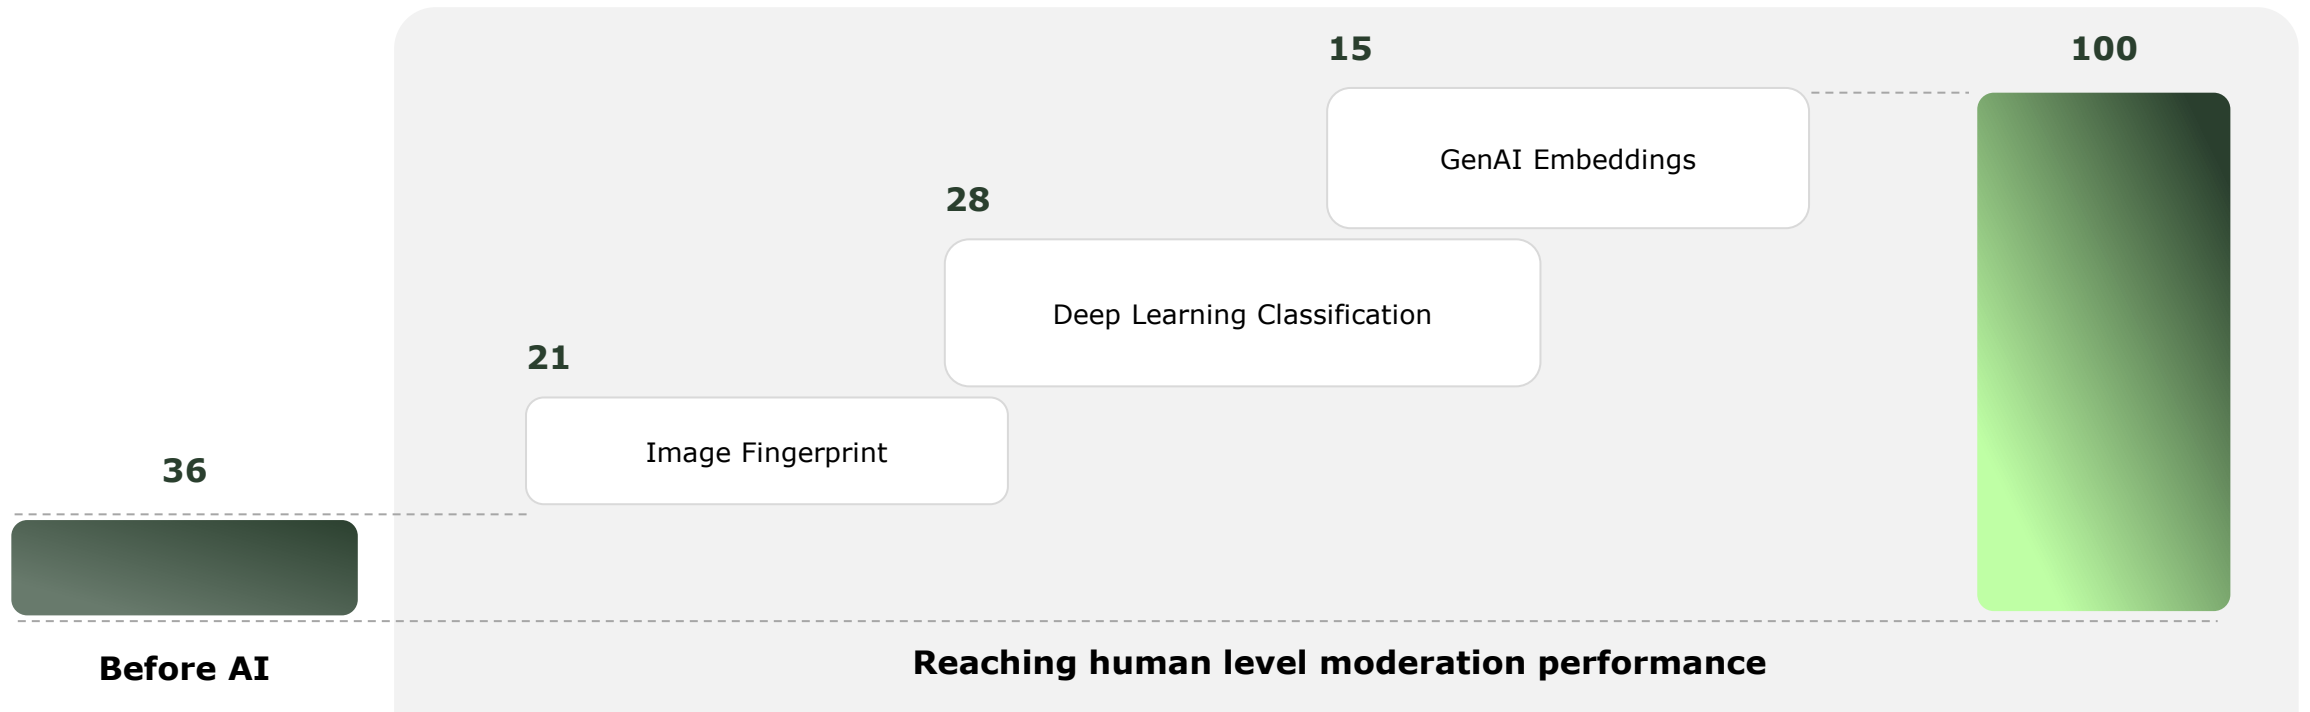 15
100
GenAI Embeddings
28
Deep Learning Classification
21
Image Fingerprint
36
Before AI
Reaching human level moderation performance